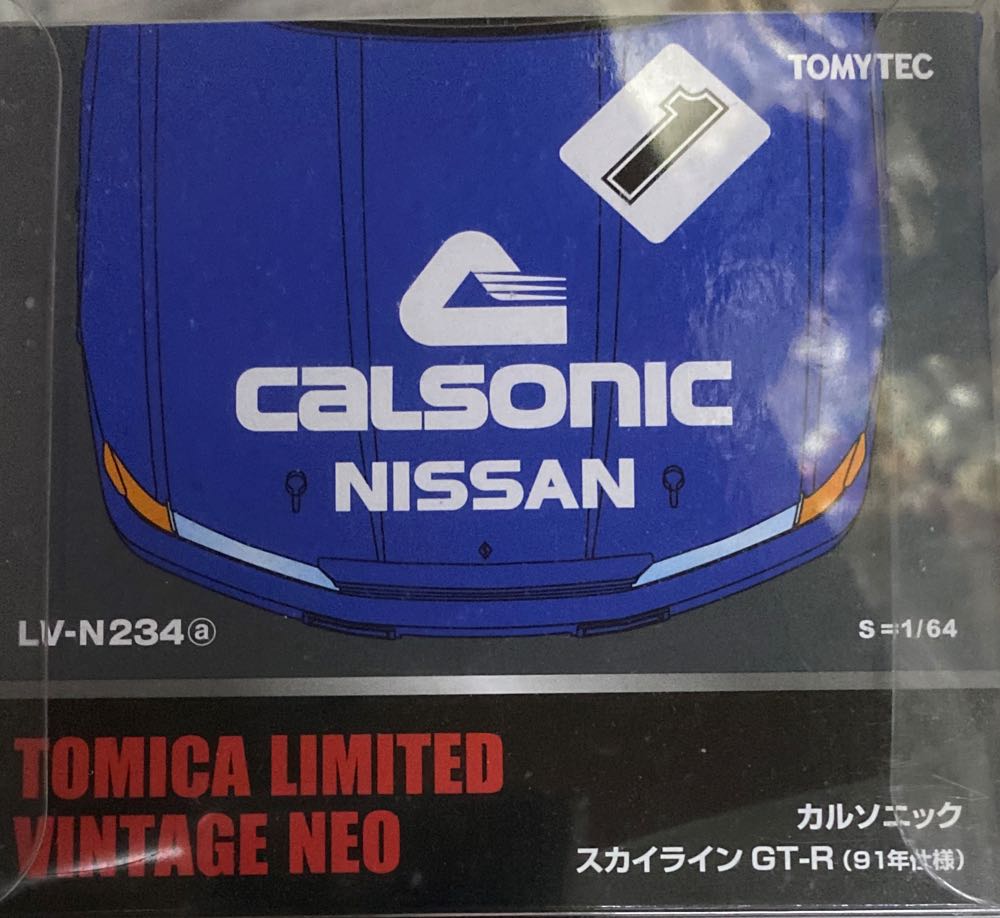 TOMYTEC
1
CALSONIC
NISSAN
LV-N234ⓐ
S=1/64
TOMICA LIMITED
VINTAGE NEO
カルソニック
スカイライン GT-R (91年仕様)